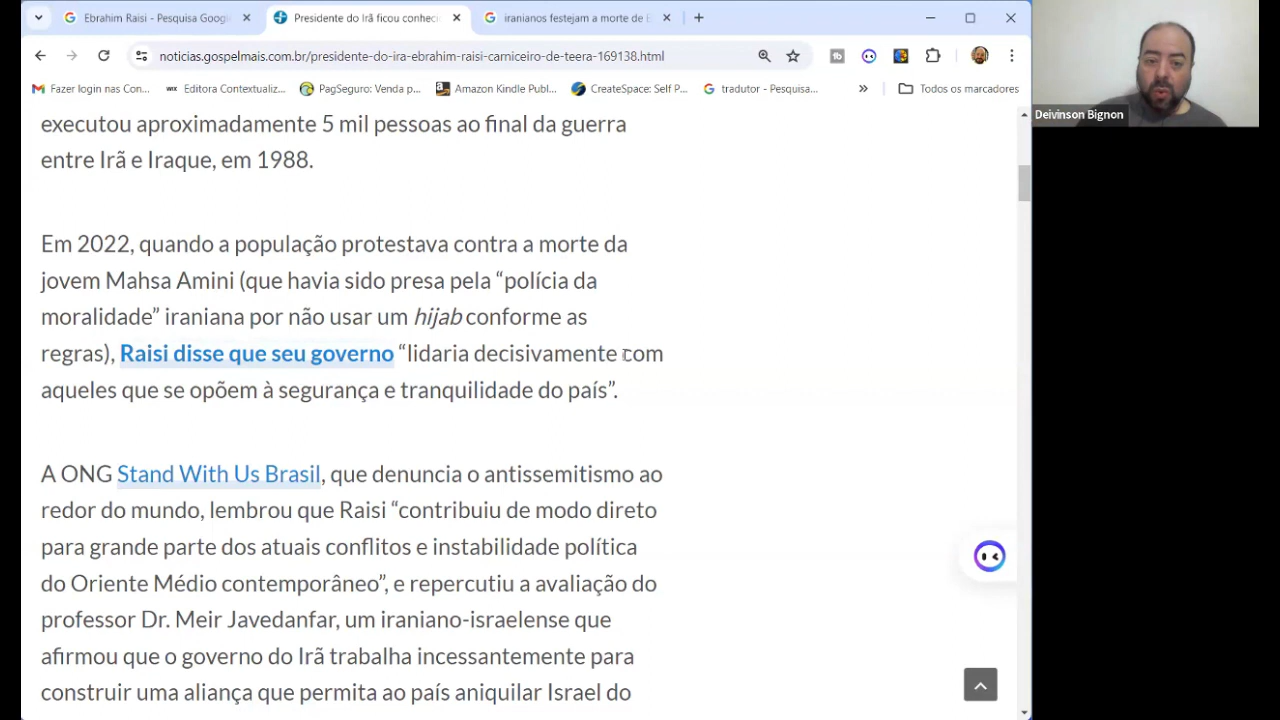 Ebrahim Raisi - Pesquisa Googl
Presidente do Irã ficou conheci
iranianos festejam a morte de E
noticias.gospelmais.com.br/presidente-do-ira-ebrahim-raisi-carniceiro-de-teera-169138.html
Fazer login nas Con...
WIX Editora Contextualiz...
PagSeguro: Venda p...
Amazon Kindle Publ...
CreateSpace: Self P...
tradutor - Pesquisa...
Todos os marcadores
Deivinson Bignon
executou aproximadamente 5 mil pessoas ao final da guerra
entre Irã e Iraque, em 1988.
Em 2022, quando a população protestava contra a morte da
jovem Mahsa Amini (que havia sido presa pela “polícia da
moralidade” iraniana por não usar um hijab conforme as
regras), Raisi disse que seu governo “lidaria decisivamente com
aqueles que se opõem à segurança e tranquilidade do país”.
A ONG Stand With Us Brasil, que denuncia o antissemitismo ao
redor do mundo, lembrou que Raisi “contribuiu de modo direto
para grande parte dos atuais conflitos e instabilidade política
do Oriente Médio contemporâneo”, e repercutiu a avaliação do
professor Dr. Meir Javedanfar, um iraniano-israelense que
afirmou que o governo do Irã trabalha incessantemente para
construir uma aliança que permita ao país aniquilar Israel do